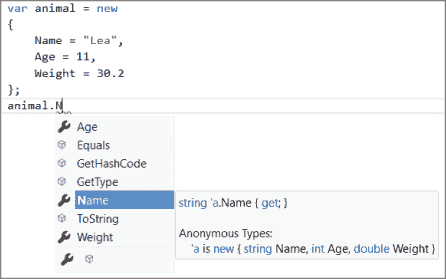 var animal = new
{
Name = "Lea",
Age = 11,
Weight = 30.2
};
animal.N
Age
Equals
GetHashCode
GetType
Name
ToString
Weight
string 'a.Name { get; }
Anonymous Types:
'a is new { string Name, int Age, double Weight }